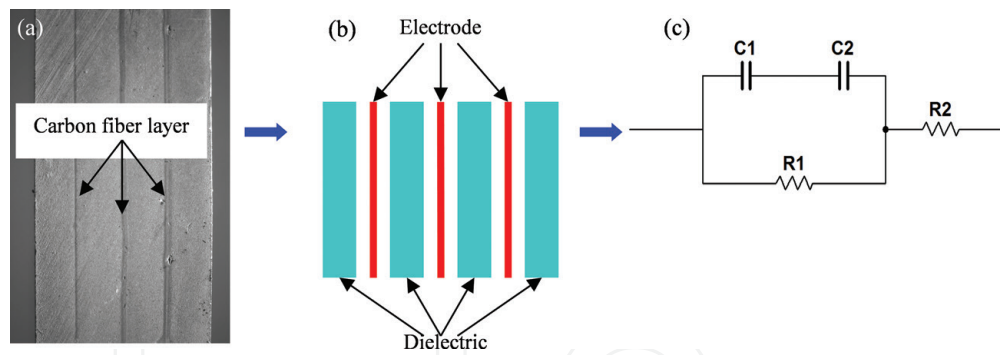 (a)
Carbon fiber layer
(b)
Electrode
Dielectric
(c)
C1
C2
R2
R1